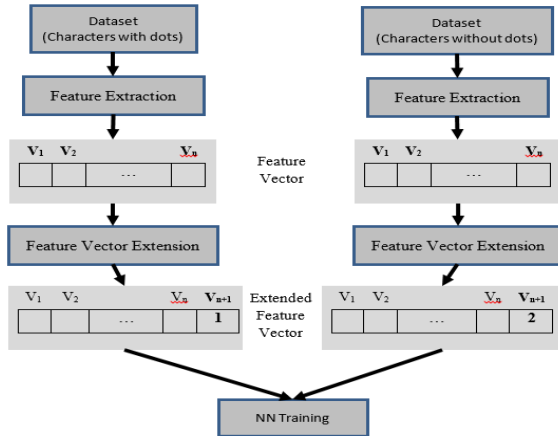 Dataset
(Characters with dots)
Dataset
(Characters without dots)
Feature Extraction
Feature Extraction
V1 V2 Vn
...
Feature
Vector
V1 V2 Vn
...
Feature Vector Extension
Feature Vector Extension
V1 V2 Vn Vn+1
... 1
Extended
Feature
Vector
V1 V2 Vn Vn+1
... 2
NN Training